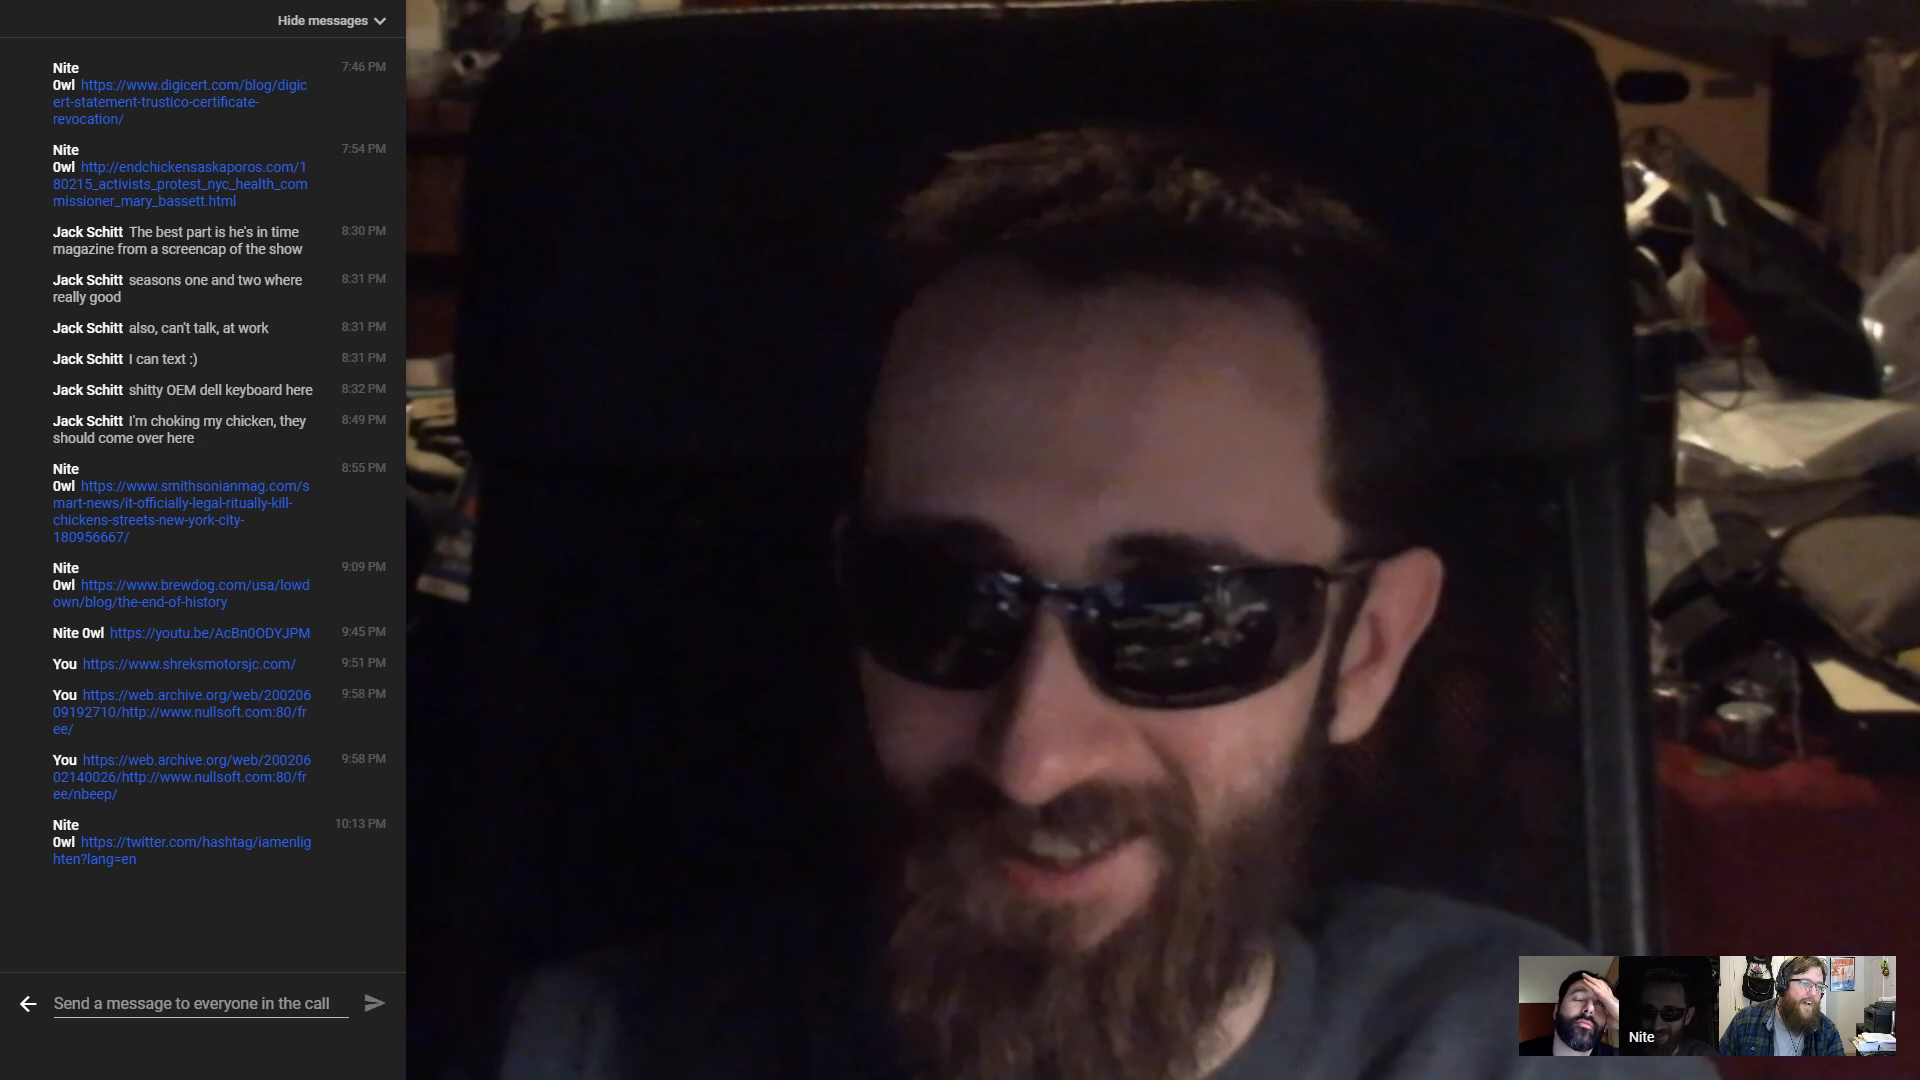 Hide messages
Nite 7:46 PM
0wl https://www.digicert.com/blog/digic
ert-statement-trustico-certificate-
revocation/
Nite 7:54 PM
0wl http://endchickensaskaporos.com/1
80215_activists_protest_nyc_health_com
missioner_mary_bassett.html
Jack Schitt The best part is he's in time 8:30 PM
magazine from a screencap of the show
Jack Schitt seasons one and two where 8:31 PM
really good
Jack Schitt also, can't talk, at work 8:31 PM
Jack Schitt I can text :) 8:31 PM
Jack Schitt shitty OEM dell keyboard here 8:32 PM
Jack Schitt I'm choking my chicken, they 8:49 PM
should come over here
Nite 8:55 PM
0wl https://www.smithsonianmag.com/s
mart-news/it-officially-legal-ritually-kill-
chickens-streets-new-york-city-
180956667/
Nite 9:09 PM
0wl https://www.brewdog.com/usa/lowd
own/blog/the-end-of-history
Nite 0wl https://youtu.be/AcBn0ODYJPM 9:45 PM
You https://www.shreksmotorsjc.com/ 9:51 PM
You https://web.archive.org/web/200206 9:58 PM
09192710/http://www.nullsoft.com:80/fr
ee/
You https://web.archive.org/web/200206 9:58 PM
02140026/http://www.nullsoft.com:80/fr
ee/nbeep/
Nite 10:13 PM
0wl https://twitter.com/hashtag/iamenlig
hten?lang=en
Send a message to everyone in the call
Nite